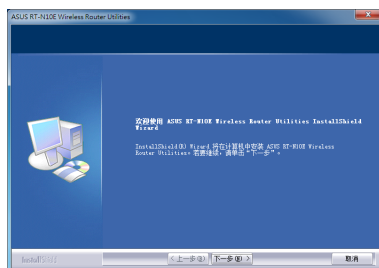 ASUS RT-N10E Wireless Router Utilities
欢迎使用 ASUS RT-N10E Wireless Router Utilities InstallShield
Wizard
InstallShield(R) Wizard 将在计算机中安装 ASUS RT-N10E Wireless
Router Utilities。若要继续，请单击“下一步”。
InstallShield
<上一步(B)
下一步(N) >
取消